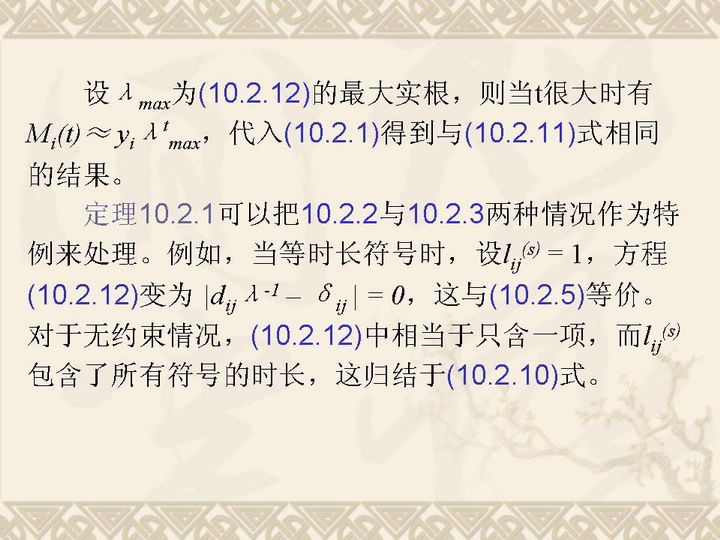 设λmax为(10.2.12)的最大实根，则当t很大时有
Mi(t)≈yiλ^t max，代入(10.2.1)得到与(10.2.11)式相同
的结果。
定理10.2.1可以把10.2.2与10.2.3两种情况作为特
例来处理。例如，当等时长符号时，设lij^(s) = 1，方程
(10.2.12)变为 |dijλ^-1 – δij| = 0，这与(10.2.5)等价。
对于无约束情况，(10.2.12)中相当于只含一项，而lij^(s)
包含了所有符号的时长，这归结于(10.2.10)式。